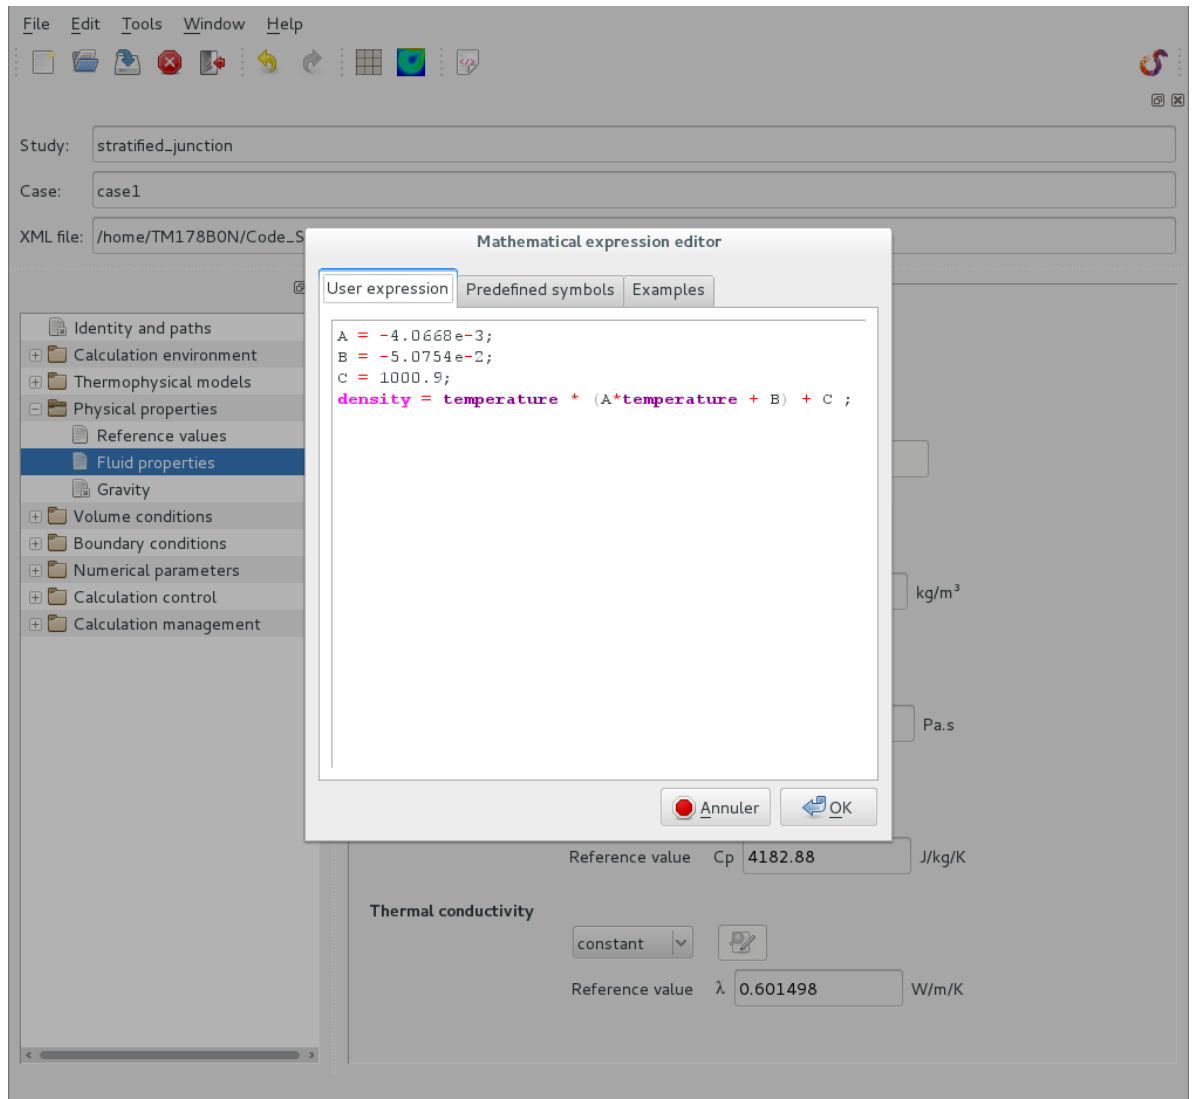 File Edit Tools Window Help
Study: stratified_junction
Case: case1
XML file: /home/TM178B0N/Code_S
Mathematical expression editor
User expression Predefined symbols Examples
A = -4.0668e-3;
B = -5.0754e-2;
C = 1000.9;
density = temperature * (A*temperature + B) + C ;
Identity and paths
Calculation environment
Thermophysical models
Physical properties
Reference values
Fluid properties
Gravity
Volume conditions
Boundary conditions
Numerical parameters
Calculation control
Calculation management
kg/m³
Pa.s
Annuler OK
Reference value Cp 4182.88 J/kg/K
Thermal conductivity
constant
Reference value λ 0.601498 W/m/K